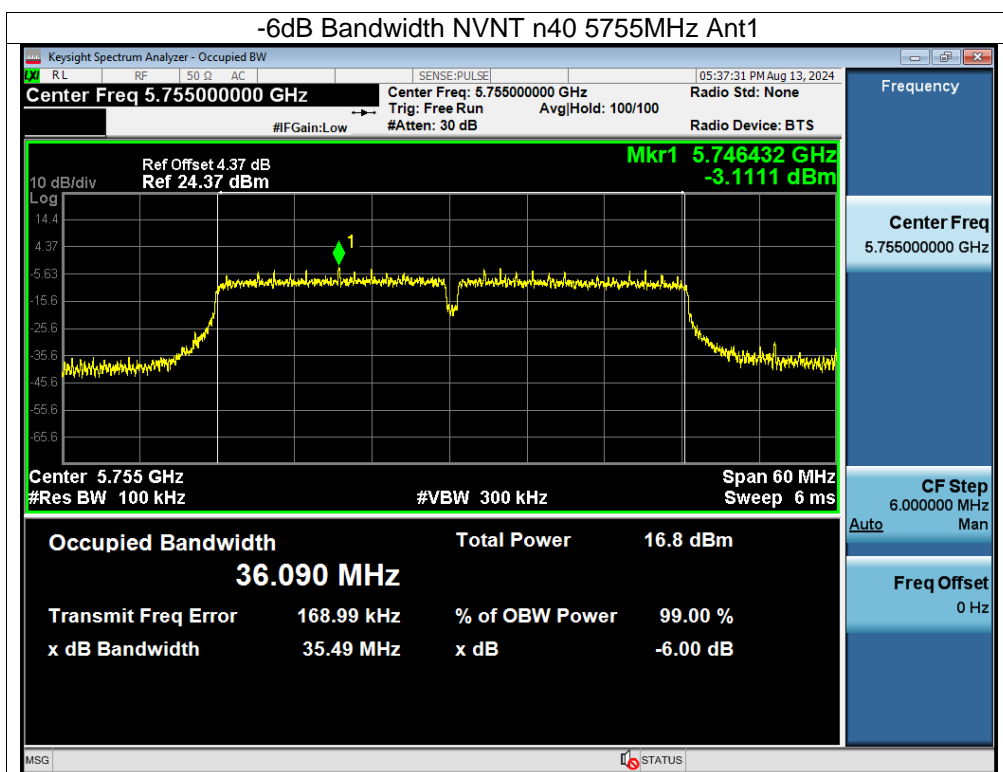 -6dB Bandwidth NVNT n40 5755MHz Ant1
Keysight Spectrum Analyzer - Occupied BW
LXI RL RF 50 Ω AC SENSE:PULSE 05:37:31 PM Aug 13, 2024
Center Freq 5.755000000 GHz
Center Freq: 5.755000000 GHz
Radio Std: None
Trig: Free Run Avg|Hold: 100/100
#IFGain:Low
#Atten: 30 dB
Radio Device: BTS
Frequency
Mkr1 5.746432 GHz
-3.1111 dBm
Ref Offset 4.37 dB
10 dB/div Ref 24.37 dBm
Log
14.4
4.37
-5.63
-15.6
-25.6
-35.6
-45.6
-55.6
-65.6
1
Center 5.755 GHz
Span 60 MHz
#Res BW 100 kHz
#VBW 300 kHz
Sweep 6 ms
Center Freq
5.755000000 GHz
CF Step
6.000000 MHz
Auto Man
Freq Offset
0 Hz
Occupied Bandwidth
36.090 MHz
Total Power 16.8 dBm
Transmit Freq Error 168.99 kHz
% of OBW Power 99.00 %
x dB Bandwidth 35.49 MHz
x dB -6.00 dB
MSG STATUS